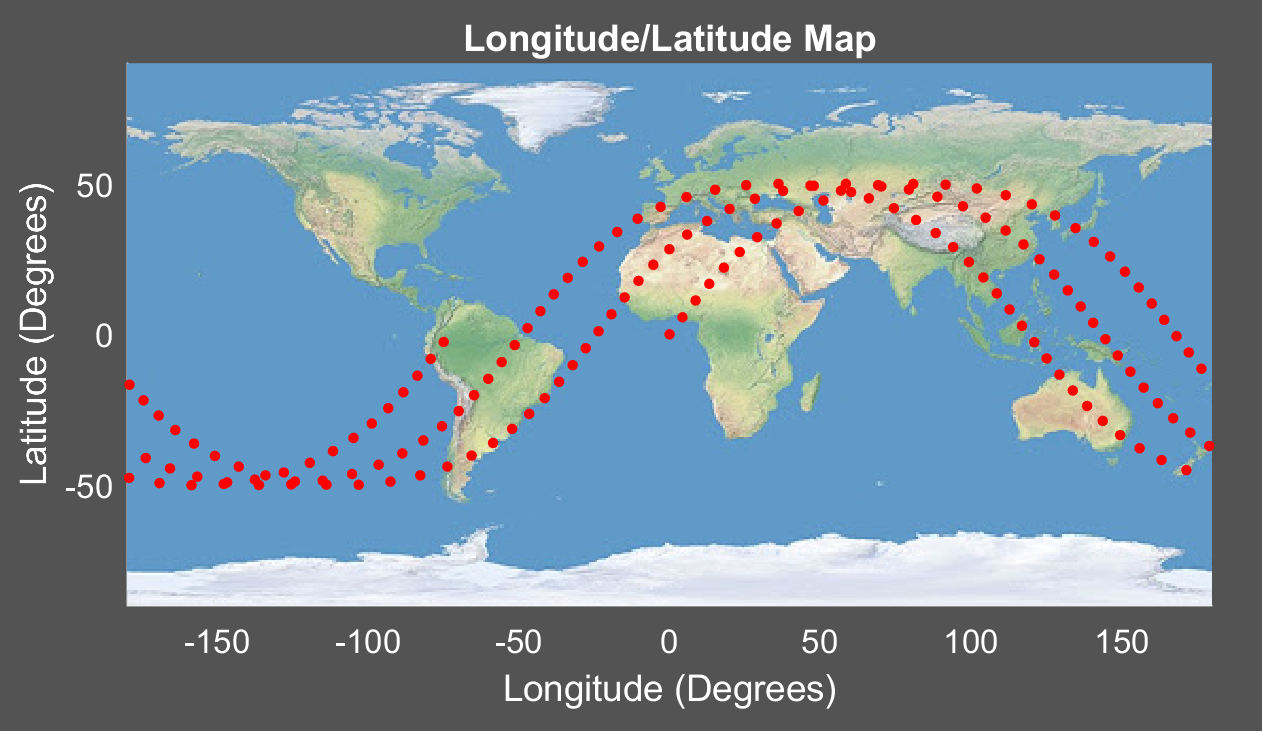 Longitude/Latitude Map
Latitude (Degrees)
50
0
-50
-150 -100 -50 0 50 100 150
Longitude (Degrees)